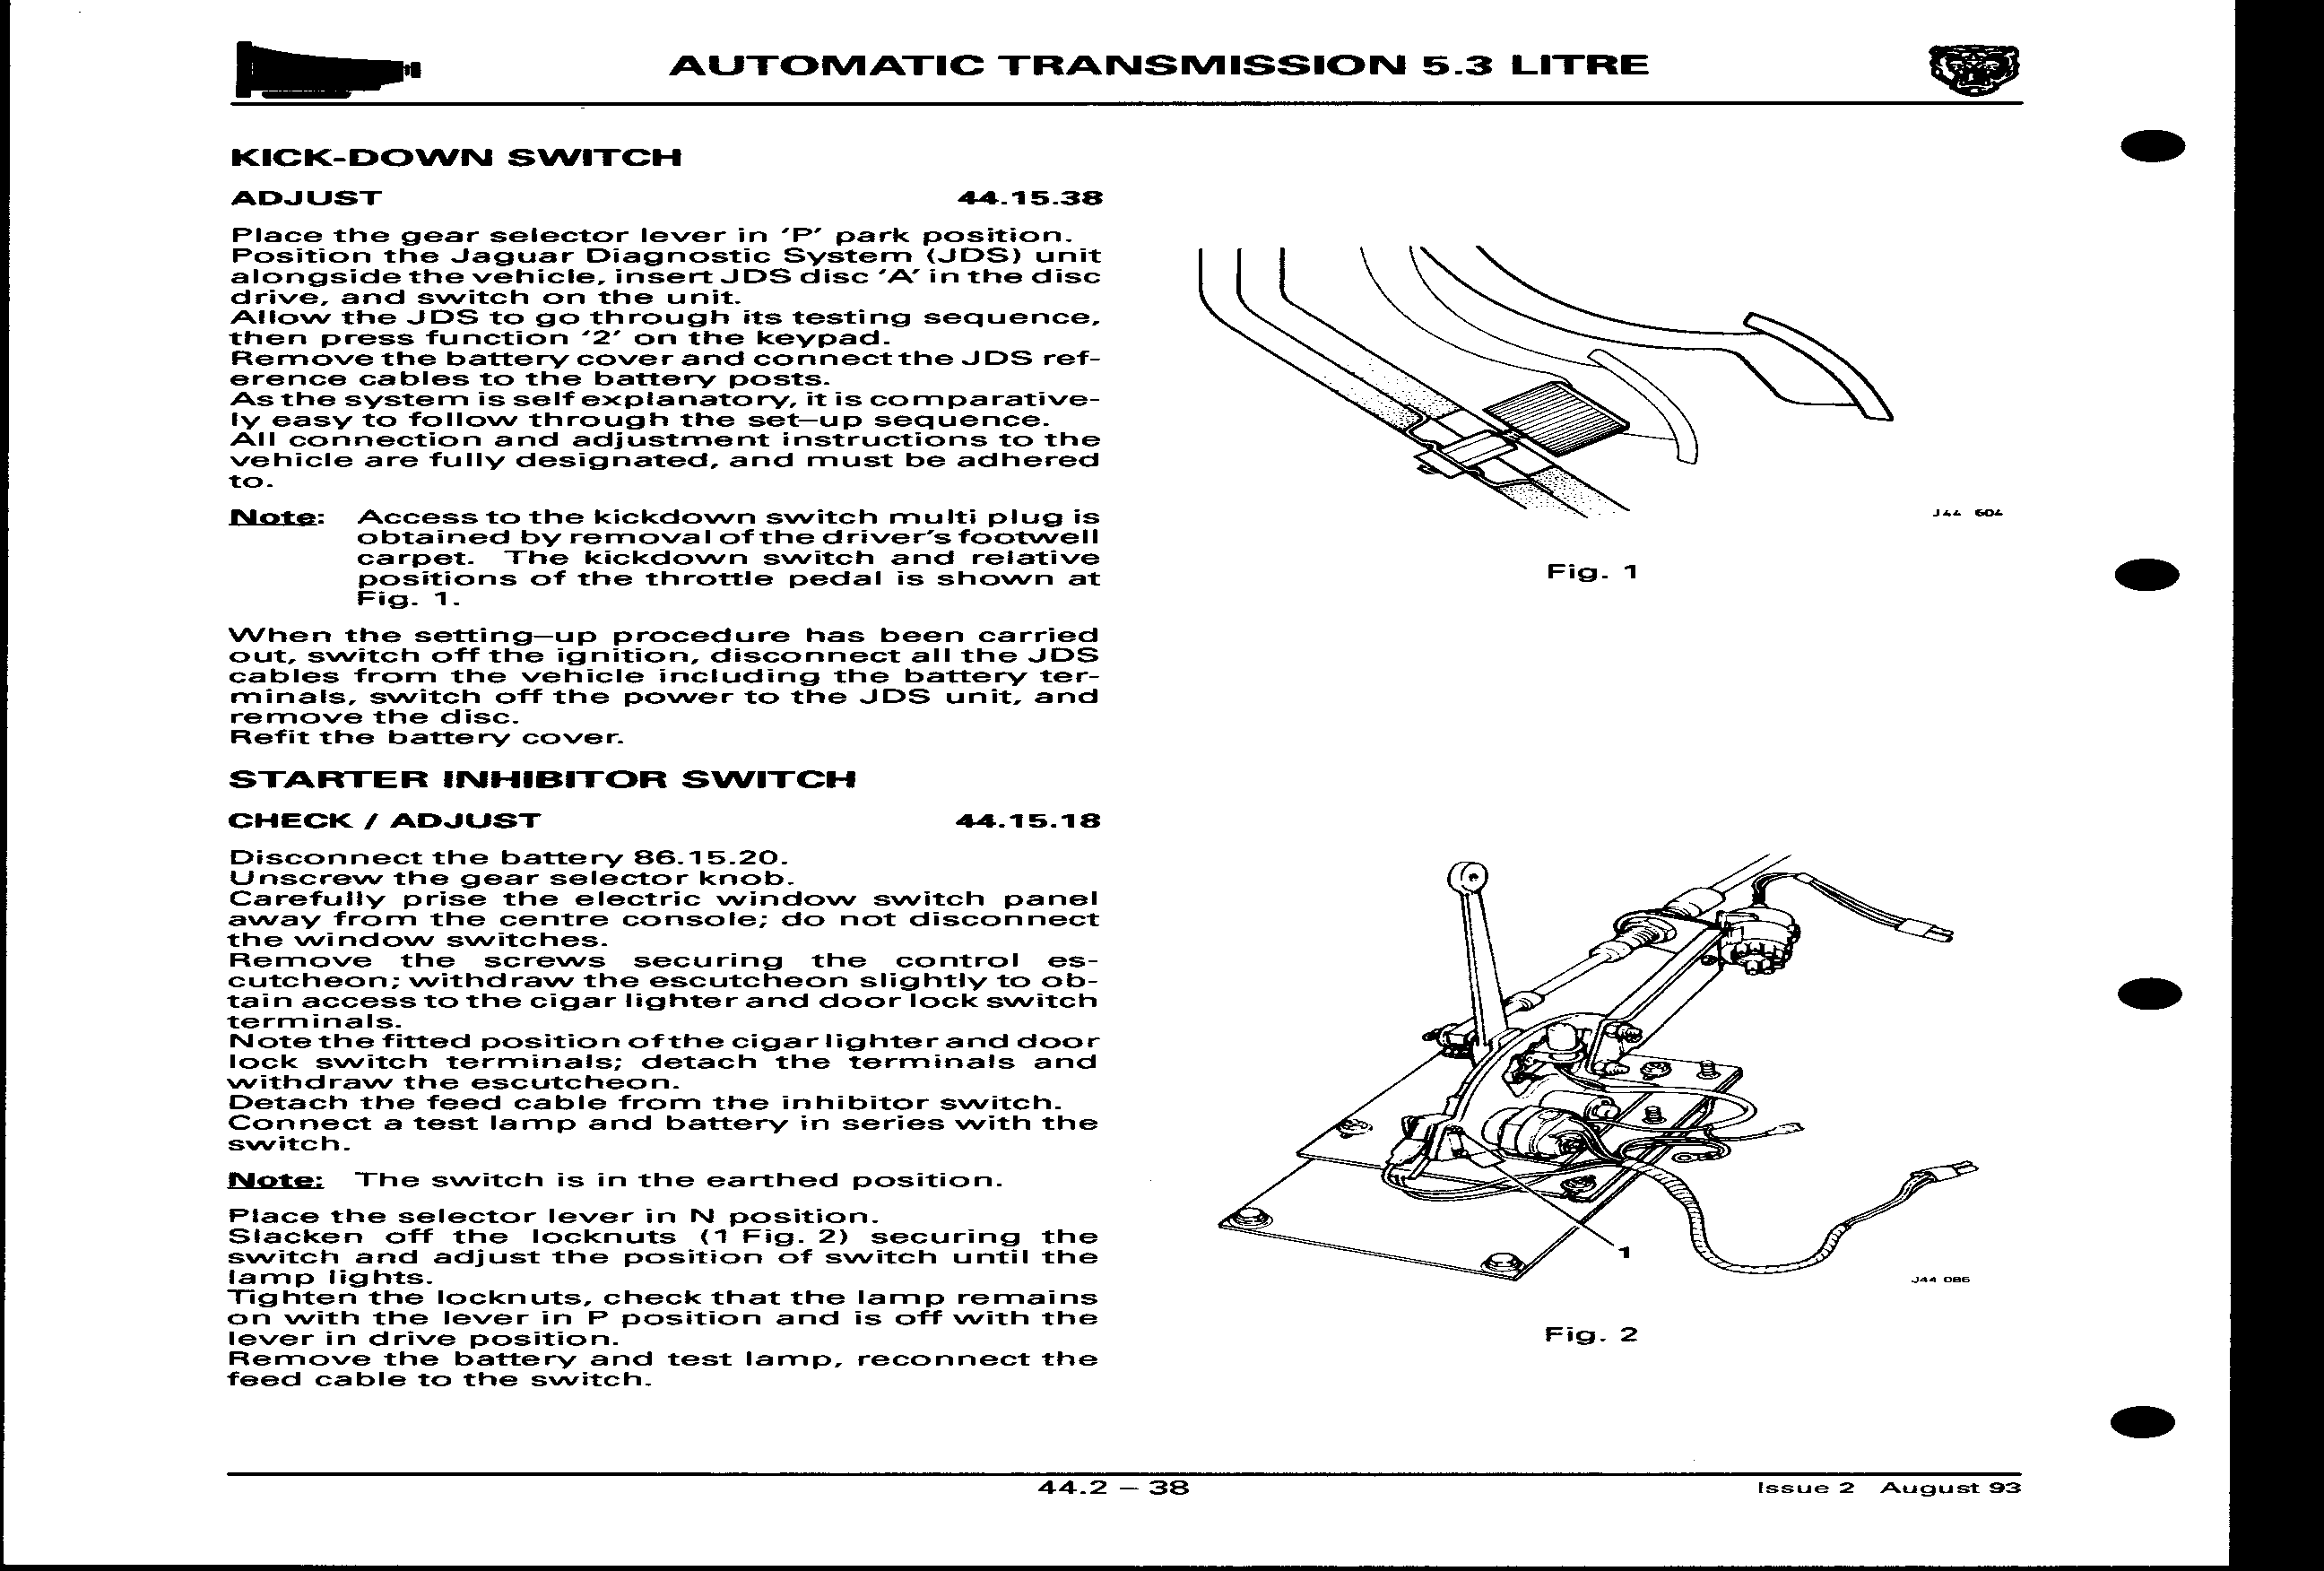 AUTOMATIC TRANSMISSION 5.3 LITRE
KICK-DOWN SWITCH
ADJUST 44.15.38
Place the gear selector lever in ‘P’ park position.
Position the Jaguar Diagnostic System (JDS) unit
alongside the vehicle, insert JDS disc ‘A’ in the disc
drive, and switch on the unit.
Allow the JDS to go through its testing sequence,
then press function ‘2’ on the keypad.
Remove the battery cover and connect the JDS ref-
erence cables to the battery posts.
As the system is self explanatory, it is comparative-
ly easy to follow through the set–up sequence.
All connection and adjustment instructions to the
vehicle are fully designated, and must be adhered
to.
Note: Access to the kickdown switch multi plug is
obtained by removal of the driver’s footwell
carpet. The kickdown switch and relative
positions of the throttle pedal is shown at
Fig. 1.
When the setting–up procedure has been carried
out, switch off the ignition, disconnect all the JDS
cables from the vehicle including the battery ter-
minals, switch off the power to the JDS unit, and
remove the disc.
Refit the battery cover.
STARTER INHIBITOR SWITCH
CHECK / ADJUST 44.15.18
Disconnect the battery 86.15.20.
Unscrew the gear selector knob.
Carefully prise the electric window switch panel
away from the centre console; do not disconnect
the window switches.
Remove the screws securing the control es-
cutcheon; withdraw the escutcheon slightly to ob-
tain access to the cigar lighter and door lock switch
terminals.
Note the fitted position of the cigar lighter and door
lock switch terminals; detach the terminals and
withdraw the escutcheon.
Detach the feed cable from the inhibitor switch.
Connect a test lamp and battery in series with the
switch.
Note: The switch is in the earthed position.
Place the selector lever in N position.
Slacken off the locknuts (1 Fig. 2) securing the
switch and adjust the position of switch until the
lamp lights.
Tighten the locknuts, check that the lamp remains
on with the lever in P position and is off with the
lever in drive position.
Remove the battery and test lamp, reconnect the
feed cable to the switch.
J44 604
Fig. 1
1
J44 086
Fig. 2
44.2 – 38
Issue 2 August 93